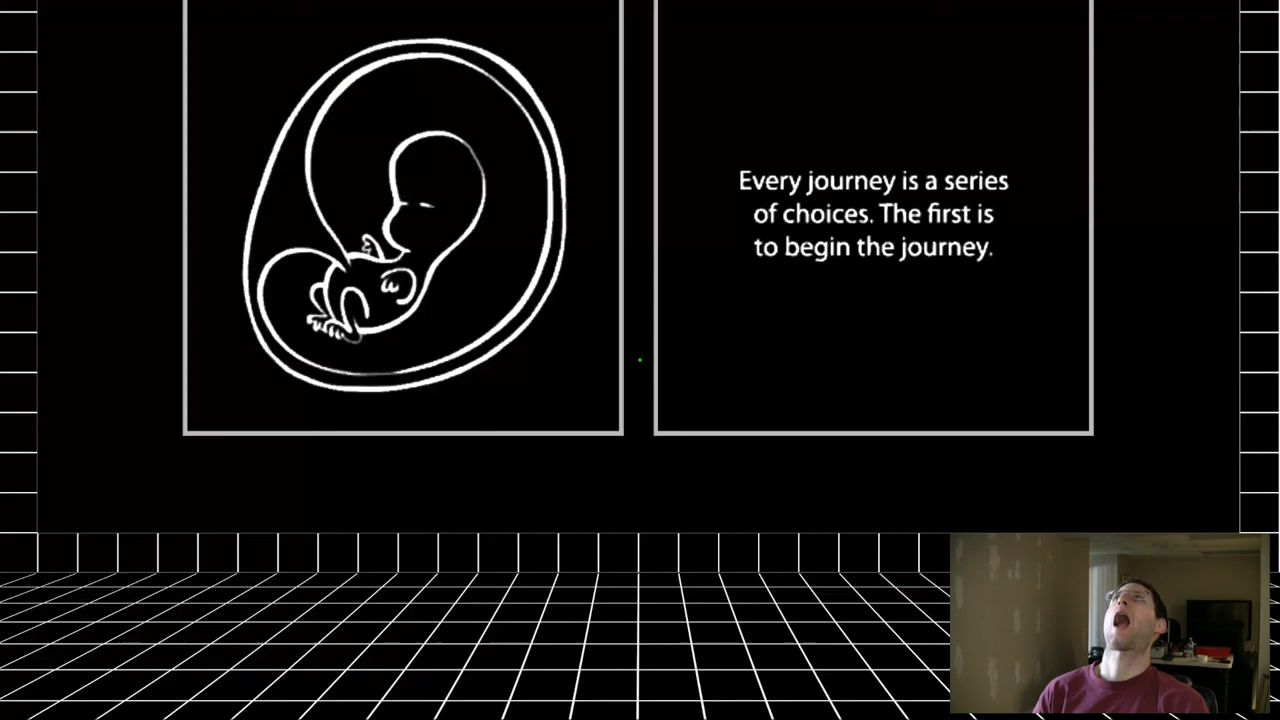 Every journey is a series
of choices. The first is
to begin the journey.